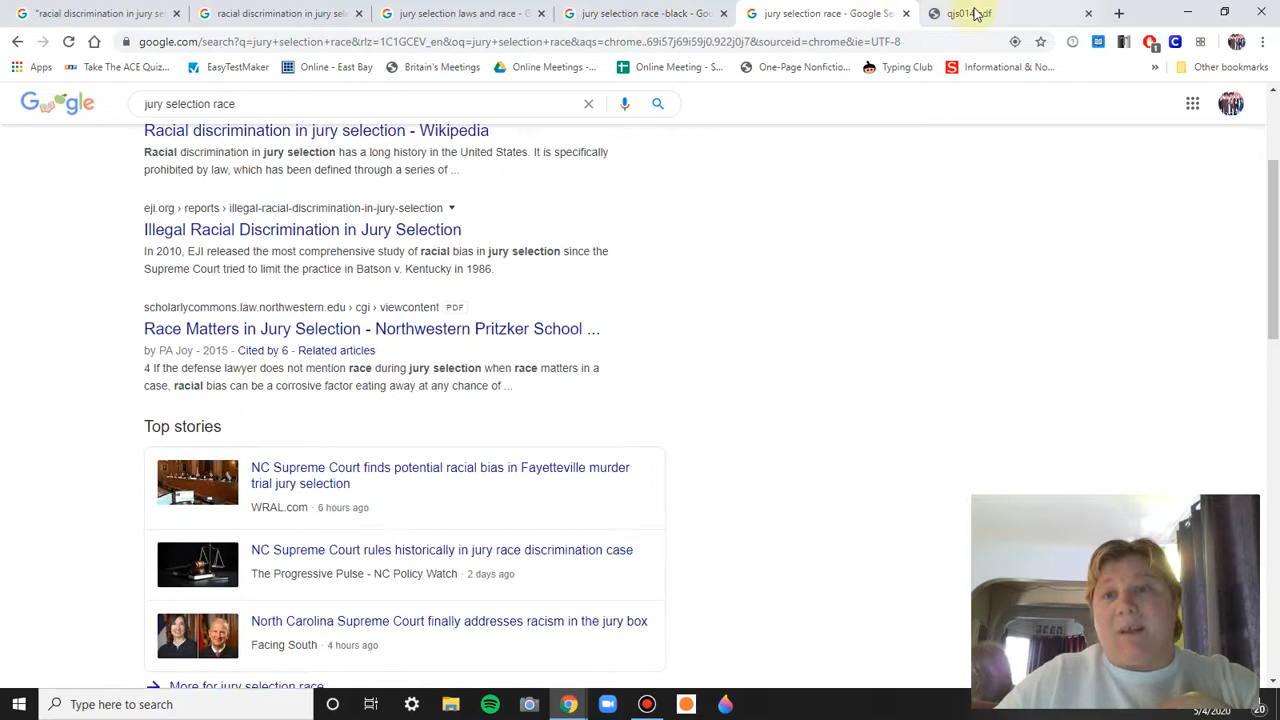 "racial discrimination in jury se
racial discrimination in jury sel
jury selection laws and race - G
jury selection race -black - Goo
jury selection race - Google Se
google.com/search?q=jury+selection+race&rlz=1C1GCEV_en&oq=jury+selection+race&aqs=chrome..69i57j69i59j0.922j0j7&sourceid=chrome&ie=UTF-8
Apps
Take The ACE Quiz...
EasyTestMaker
Online - East Bay
Britain's Meetings
Online Meetings -...
Online Meeting - S...
One-Page Nonfictio...
Typing Club
Informational & No...
»
Other bookmarks
Google
jury selection race
Racial discrimination in jury selection - Wikipedia
Racial discrimination in jury selection has a long history in the United States. It is specifically
prohibited by law, which has been defined through a series of ...
eji.org › reports › illegal-racial-discrimination-in-jury-selection
Illegal Racial Discrimination in Jury Selection
In 2010, EJI released the most comprehensive study of racial bias in jury selection since the
Supreme Court tried to limit the practice in Batson v. Kentucky in 1986.
scholarlycommons.law.northwestern.edu › cgi › viewcontent PDF
Race Matters in Jury Selection - Northwestern Pritzker School ...
by PA Joy - 2015 - Cited by 6 - Related articles
4 If the defense lawyer does not mention race during jury selection when race matters in a
case, racial bias can be a corrosive factor eating away at any chance of ...
Top stories
NC Supreme Court finds potential racial bias in Fayetteville murder
trial jury selection
WRAL.com · 6 hours ago
NC Supreme Court rules historically in jury race discrimination case
The Progressive Pulse - NC Policy Watch · 2 days ago
North Carolina Supreme Court finally addresses racism in the jury box
Facing South · 4 hours ago
More for jury selection race
Type here to search
5/4/2020
20